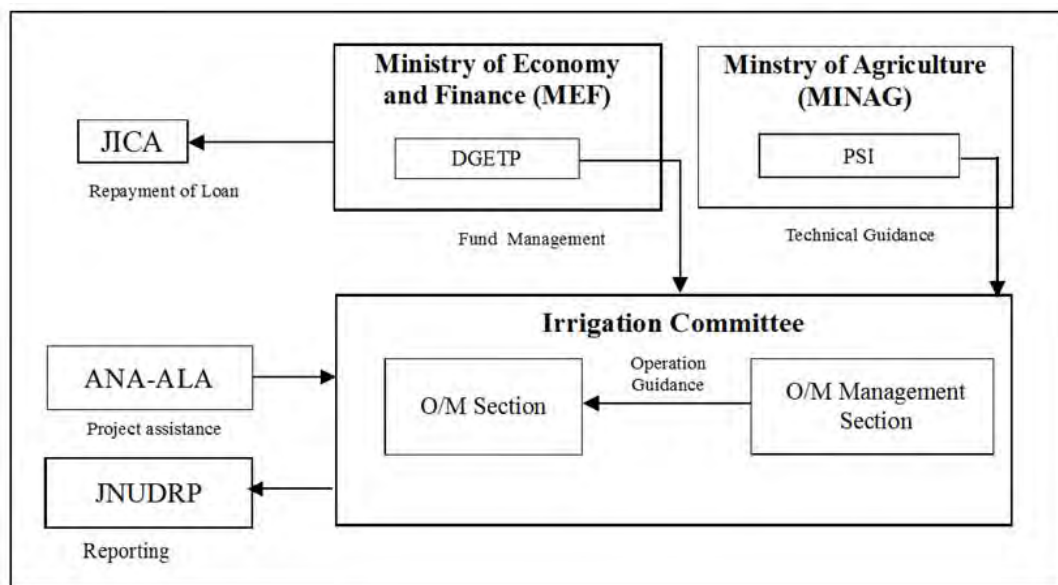 Ministry of Economy
and Finance (MEF)
DGETP
Minstry of Agriculture
(MINAG)
PSI
JICA
Repayment of Loan
Fund Management
Technical Guidance
Irrigation Committee
ANA-ALA
Project assistance
O/M Section
Operation
Guidance
O/M Management
Section
JNUDRP
Reporting